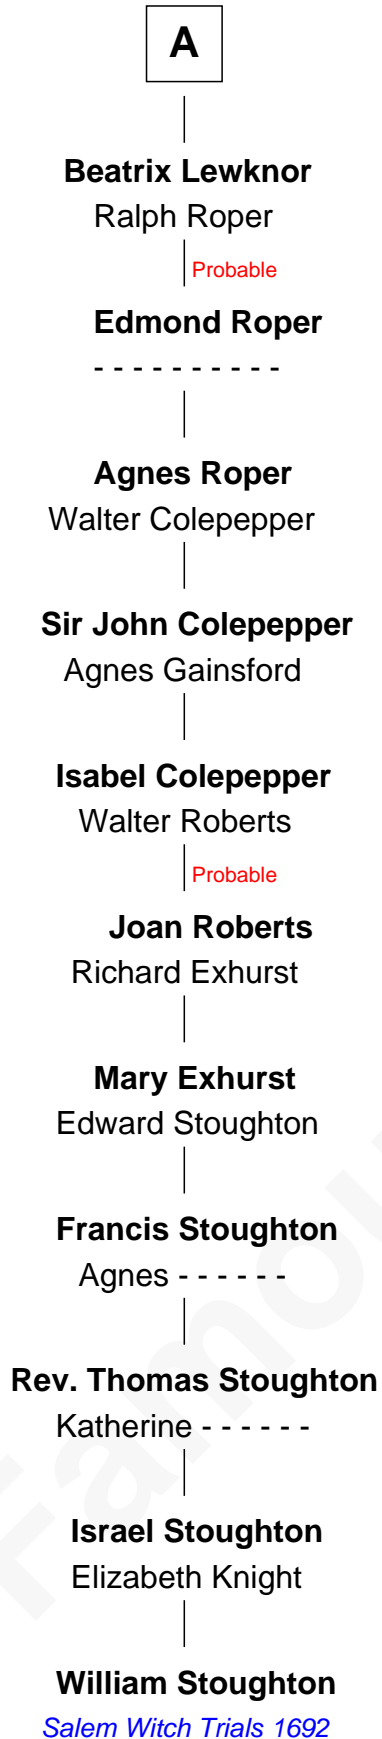 A
Beatrix Lewknor
Ralph Roper
Probable
Edmond Roper
- - - - - - - - - -
Agnes Roper
Walter Colepepper
Sir John Colepepper
Agnes Gainsford
Isabel Colepepper
Walter Roberts
Probable
Joan Roberts
Richard Exhurst
Mary Exhurst
Edward Stoughton
Francis Stoughton
Agnes - - - - - -
Rev. Thomas Stoughton
Katherine - - - - - -
Israel Stoughton
Elizabeth Knight
William Stoughton
Salem Witch Trials 1692